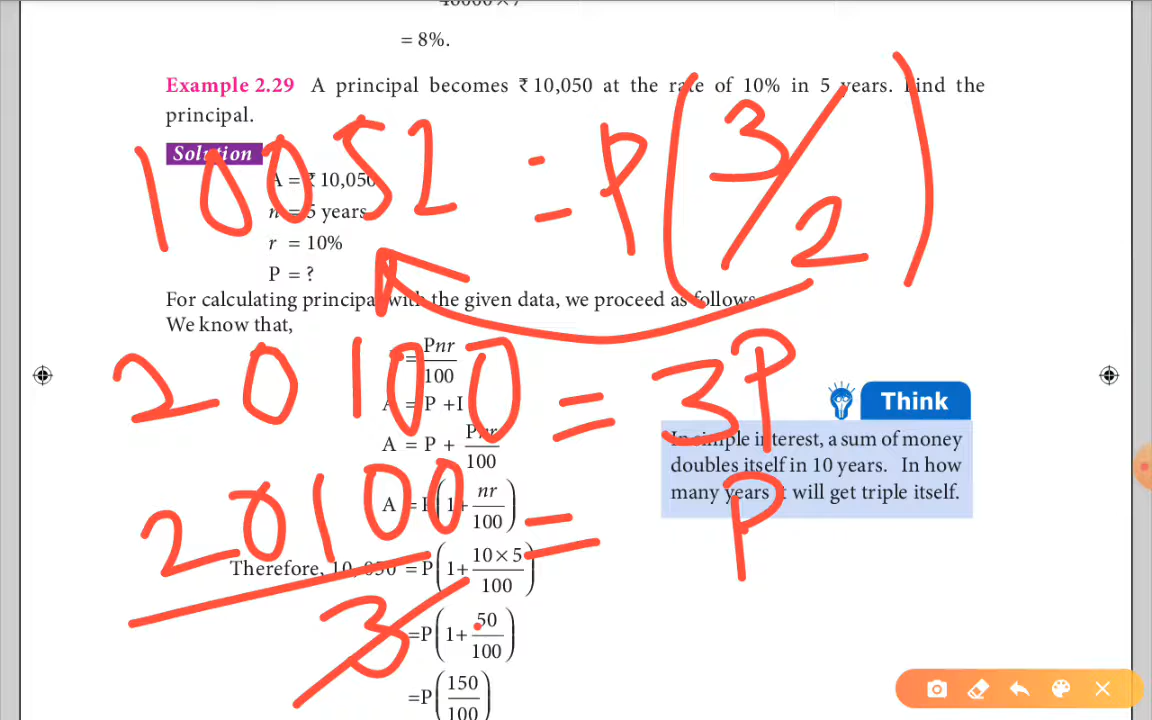 = 8%.
Example 2.29 A principal becomes ₹ 10,050 at the rate of 10% in 5 years. Find the
principal.
Solution
A = ₹ 10,050
n = 5 years
r = 10%
P = ?
10052 = P(3/2)
For calculating principal with the given data, we proceed as follows
We know that,
= Pnr/100
A = P + I
20100 = 3P
A = P + Pnr/100
Think
In simple interest, a sum of money
doubles itself in 10 years. In how
many years it will get triple itself.
A = P(1+ nr/100)
20100/3 = P
Therefore, 10,050 = P(1+ 10 × 5/100)
=P(1+ 50/100)
=P(150/100)